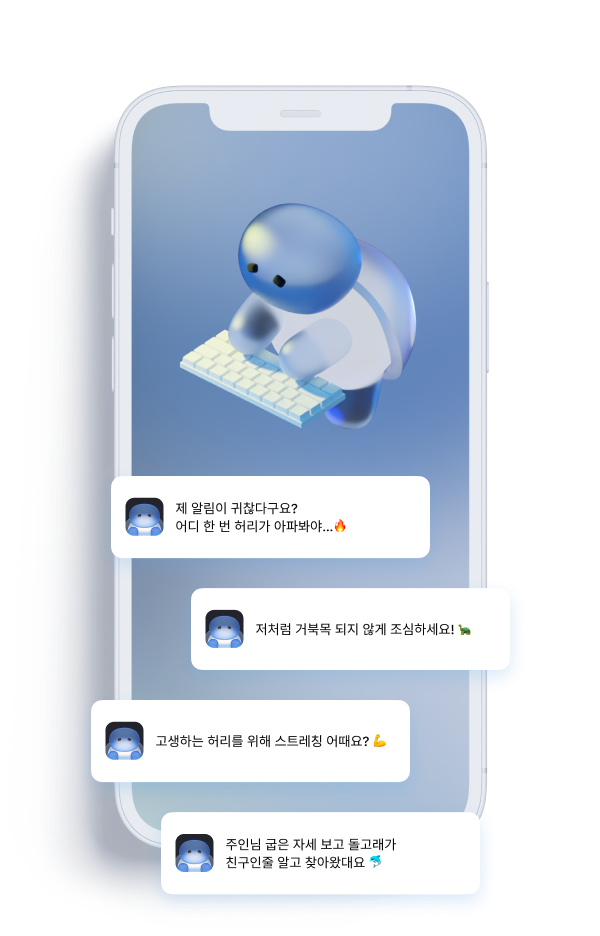 제 알림이 귀찮다구요?
어디 한 번 허리가 아파봐야...🔥
저처럼 거북목 되지 않게 조심하세요! 🐢
고생하는 허리를 위해 스트레칭 어때요? 💪
주인님 굽은 자세 보고 돌고래가
친구인줄 알고 찾아왔대요 🐬